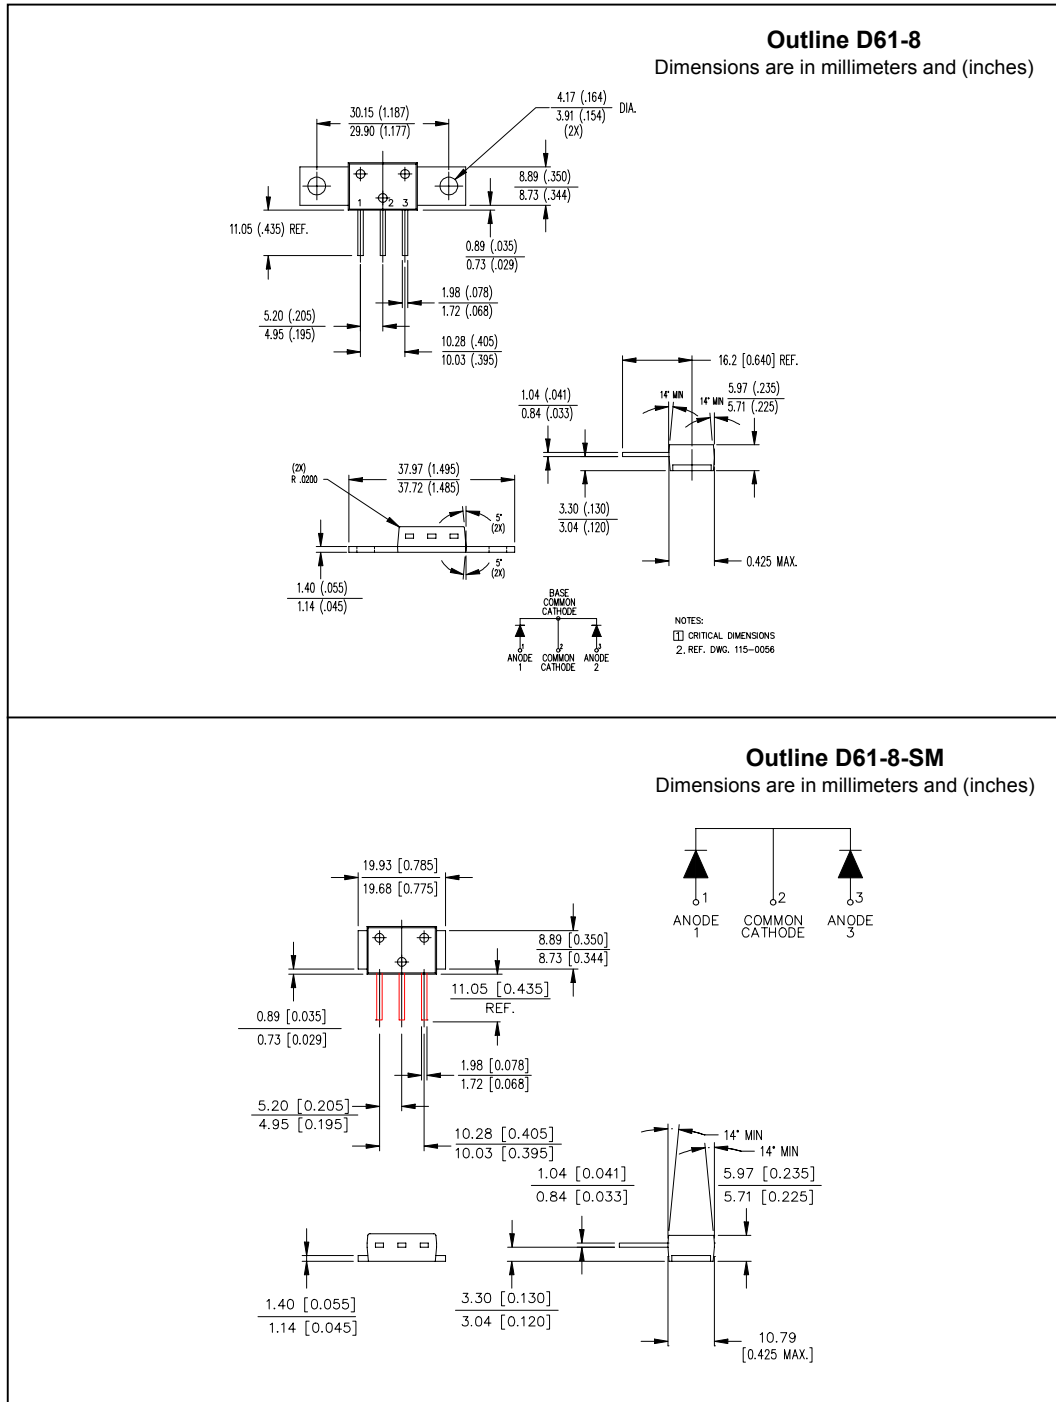 Outline D61-8
Dimensions are in millimeters and (inches)
30.15 (1.187)
29.90 (1.177)
4.17 (.164)
3.91 (.154)
DIA.
(2X)
8.89 (.350)
8.73 (.344)
1 2 3
11.05 (.435) REF.
0.89 (.035)
0.73 (.029)
1.98 (.078)
1.72 (.068)
5.20 (.205)
4.95 (.195)
10.28 (.405)
10.03 (.395)
16.2 [0.640] REF.
1.04 (.041)
0.84 (.033)
14° MIN
14° MIN
5.97 (.235)
5.71 (.225)
(2X)
R .0200
37.97 (1.495)
37.72 (1.485)
5°
(2X)
3.30 (.130)
3.04 (.120)
0.425 MAX.
5°
(2X)
1.40 (.055)
1.14 (.045)
BASE
COMMON
CATHODE
1 2 3
ANODE COMMON ANODE
1 CATHODE 2
NOTES:
1 CRITICAL DIMENSIONS
2. REF. DWG. 115-0056
Outline D61-8-SM
Dimensions are in millimeters and (inches)
1 2 3
ANODE COMMON ANODE
1 CATHODE 3
19.93 [0.785]
19.68 [0.775]
8.89 [0.350]
8.73 [0.344]
11.05 [0.435]
REF.
0.89 [0.035]
0.73 [0.029]
1.98 [0.078]
1.72 [0.068]
5.20 [0.205]
4.95 [0.195]
10.28 [0.405]
10.03 [0.395]
14° MIN
14° MIN
1.04 [0.041]
0.84 [0.033]
5.97 [0.235]
5.71 [0.225]
1.40 [0.055]
1.14 [0.045]
3.30 [0.130]
3.04 [0.120]
10.79
[0.425 MAX.]